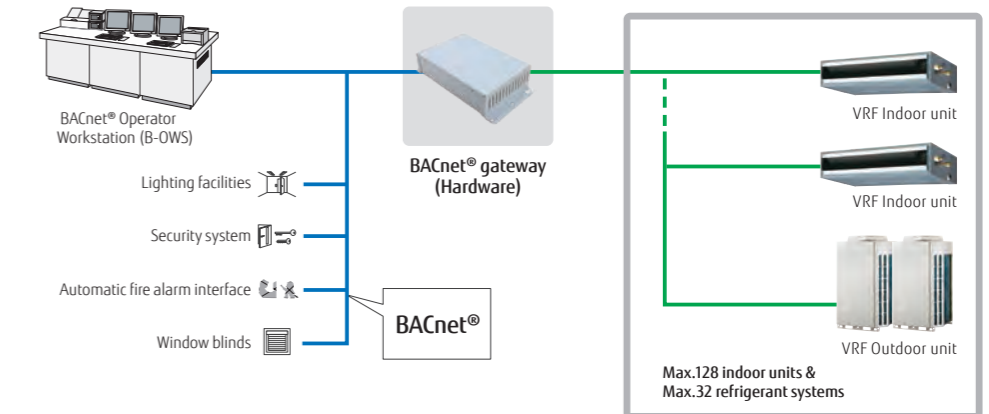 BACnet® Operator
Workstation (B-OWS)
Lighting facilities
Security system
Automatic fire alarm interface
Window blinds
BACnet®
BACnet® gateway
(Hardware)
VRF Indoor unit
VRF Indoor unit
VRF Outdoor unit
Max.128 indoor units &
Max.32 refrigerant systems